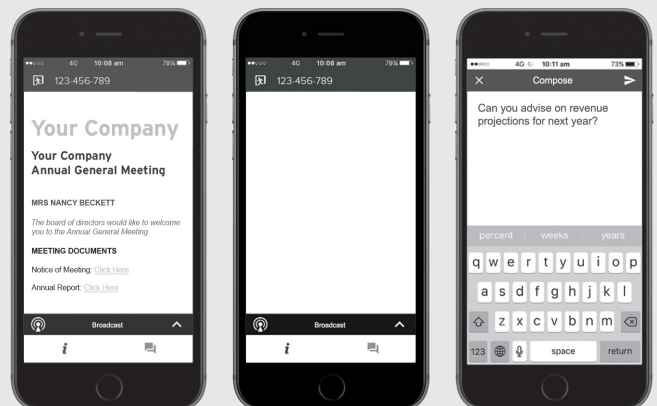 4G 10:08 am 79%
123-456-789
Your Company
Your Company
Annual General Meeting
MRS NANCY BECKETT
The board of directors would like to welcome
you to the Annual General Meeting
MEETING DOCUMENTS
Notice of Meeting: Click Here
Annual Report: Click Here
Broadcast
i
4G 10:08 am 79%
123-456-789
Broadcast
i
4G 10:11 am 73%
× Compose
Can you advise on revenue
projections for next year?
percent weeks years
q w e r t y u i o p
a s d f g h j k l
z x c v b n m
123 space return